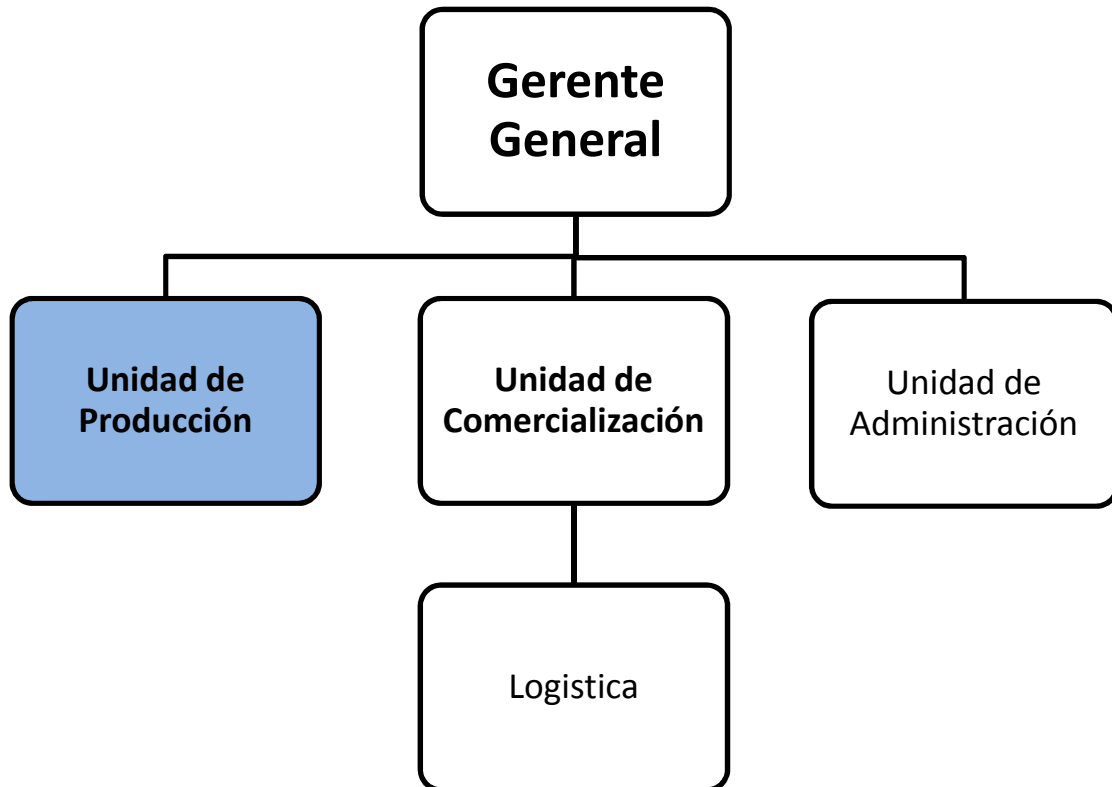 Gerente
General
Unidad de
Producción
Unidad de
Comercialización
Unidad de
Administración
Logistica